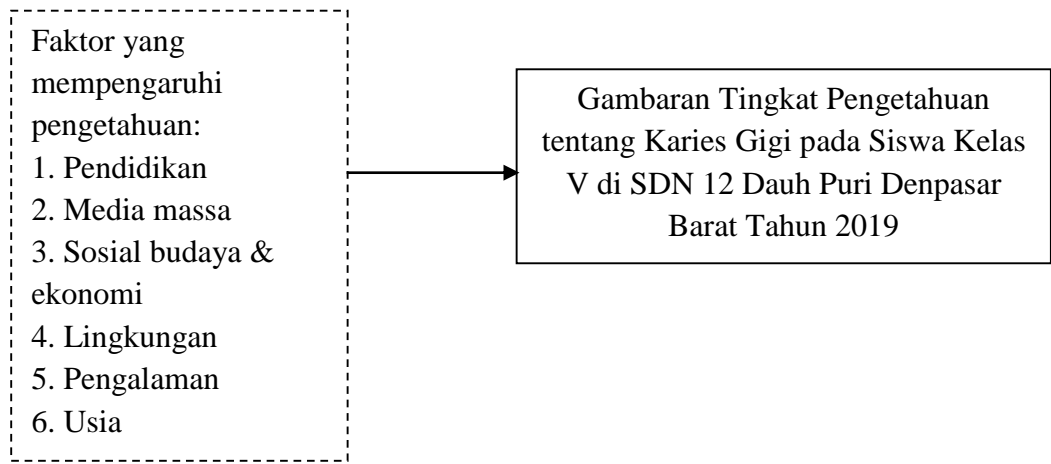 Faktor yang
mempengaruhi
pengetahuan:
1. Pendidikan
2. Media massa
3. Sosial budaya &
ekonomi
4. Lingkungan
5. Pengalaman
6. Usia
Gambaran Tingkat Pengetahuan
tentang Karies Gigi pada Siswa Kelas
V di SDN 12 Dauh Puri Denpasar
Barat Tahun 2019